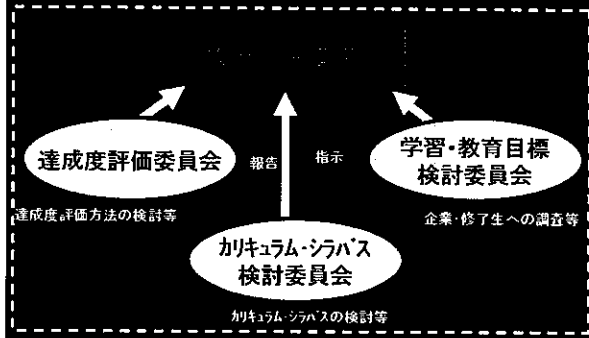 達成度評価委員会
報告
指示
学習・教育目標
検討委員会
達成度評価方法の検討等
企業・修了生への調査等
カリキュラム・シラバス
検討委員会
カリキュラム・シラバスの検討等